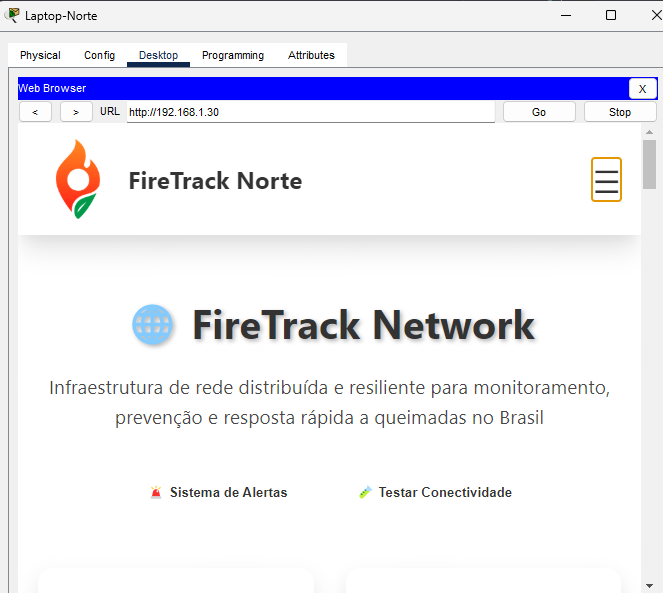 Laptop-Norte
Physical Config Desktop Programming Attributes
Web Browser X
< > URL http://192.168.1.30 Go Stop
FireTrack Norte
FireTrack Network
Infraestrutura de rede distribuída e resiliente para monitoramento,
prevenção e resposta rápida a queimadas no Brasil
Sistema de Alertas Testar Conectividade